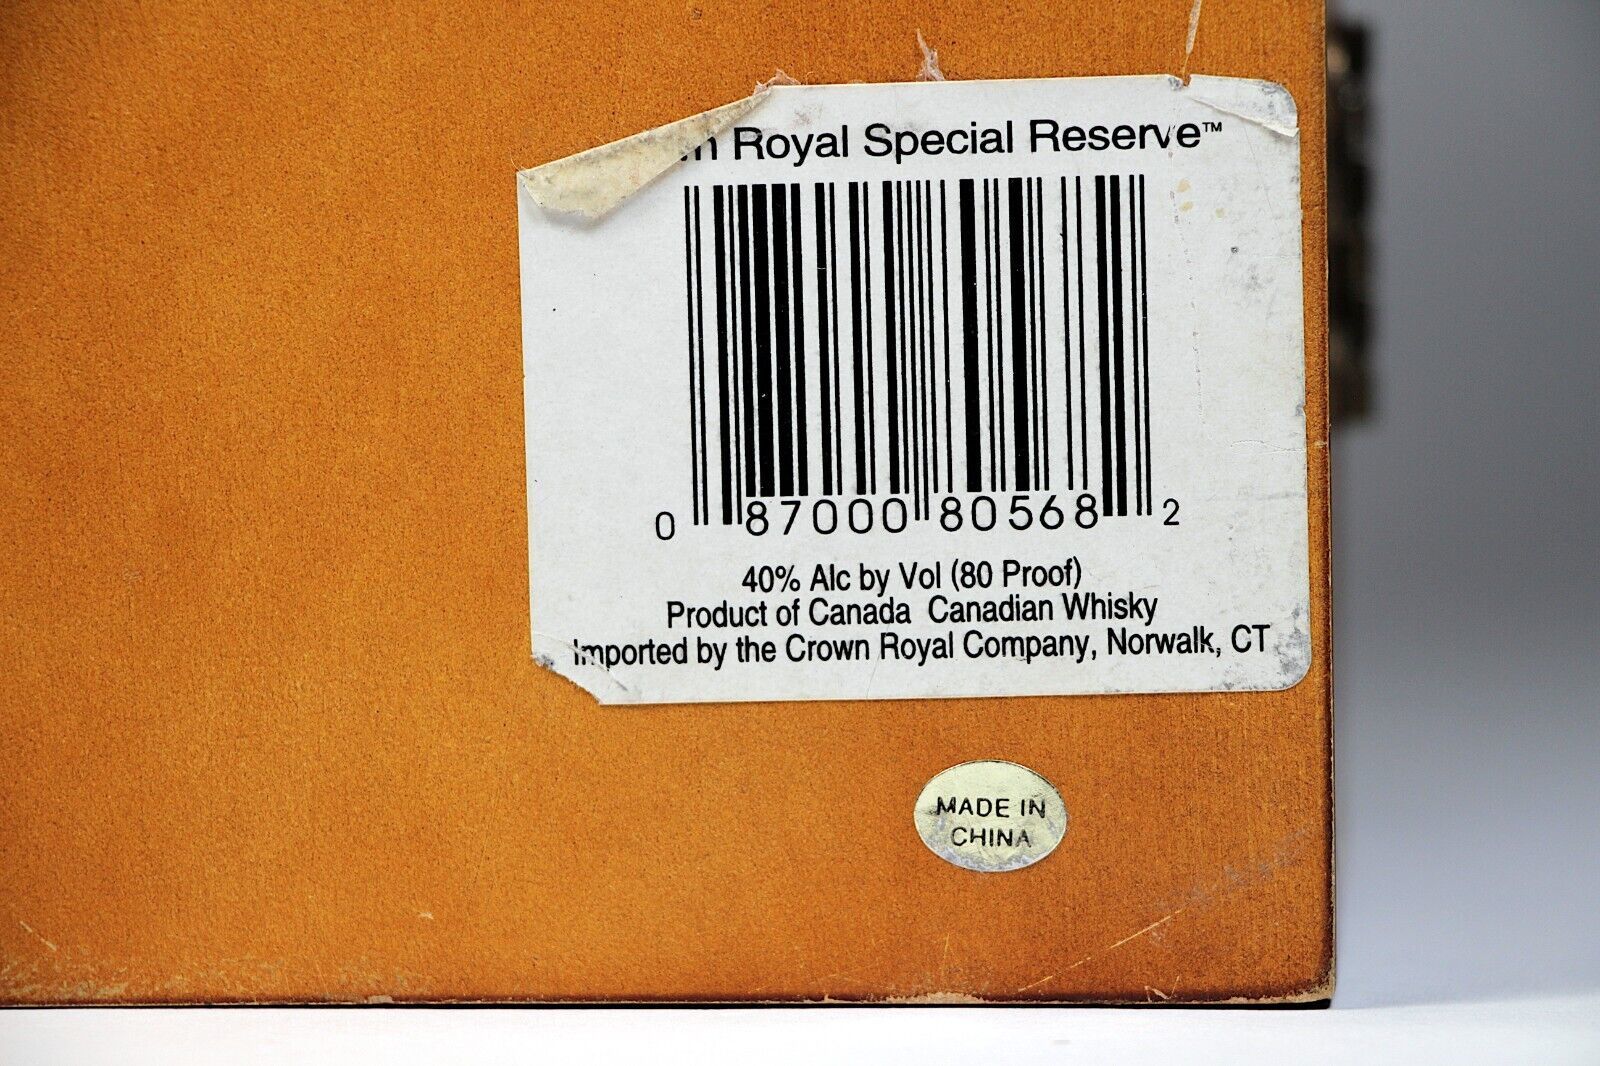 Royal Special Reserve™
0 87000 80568 2
40% Alc by Vol (80 Proof)
Product of Canada Canadian Whisky
Imported by the Crown Royal Company, Norwalk, CT
MADE IN
CHINA